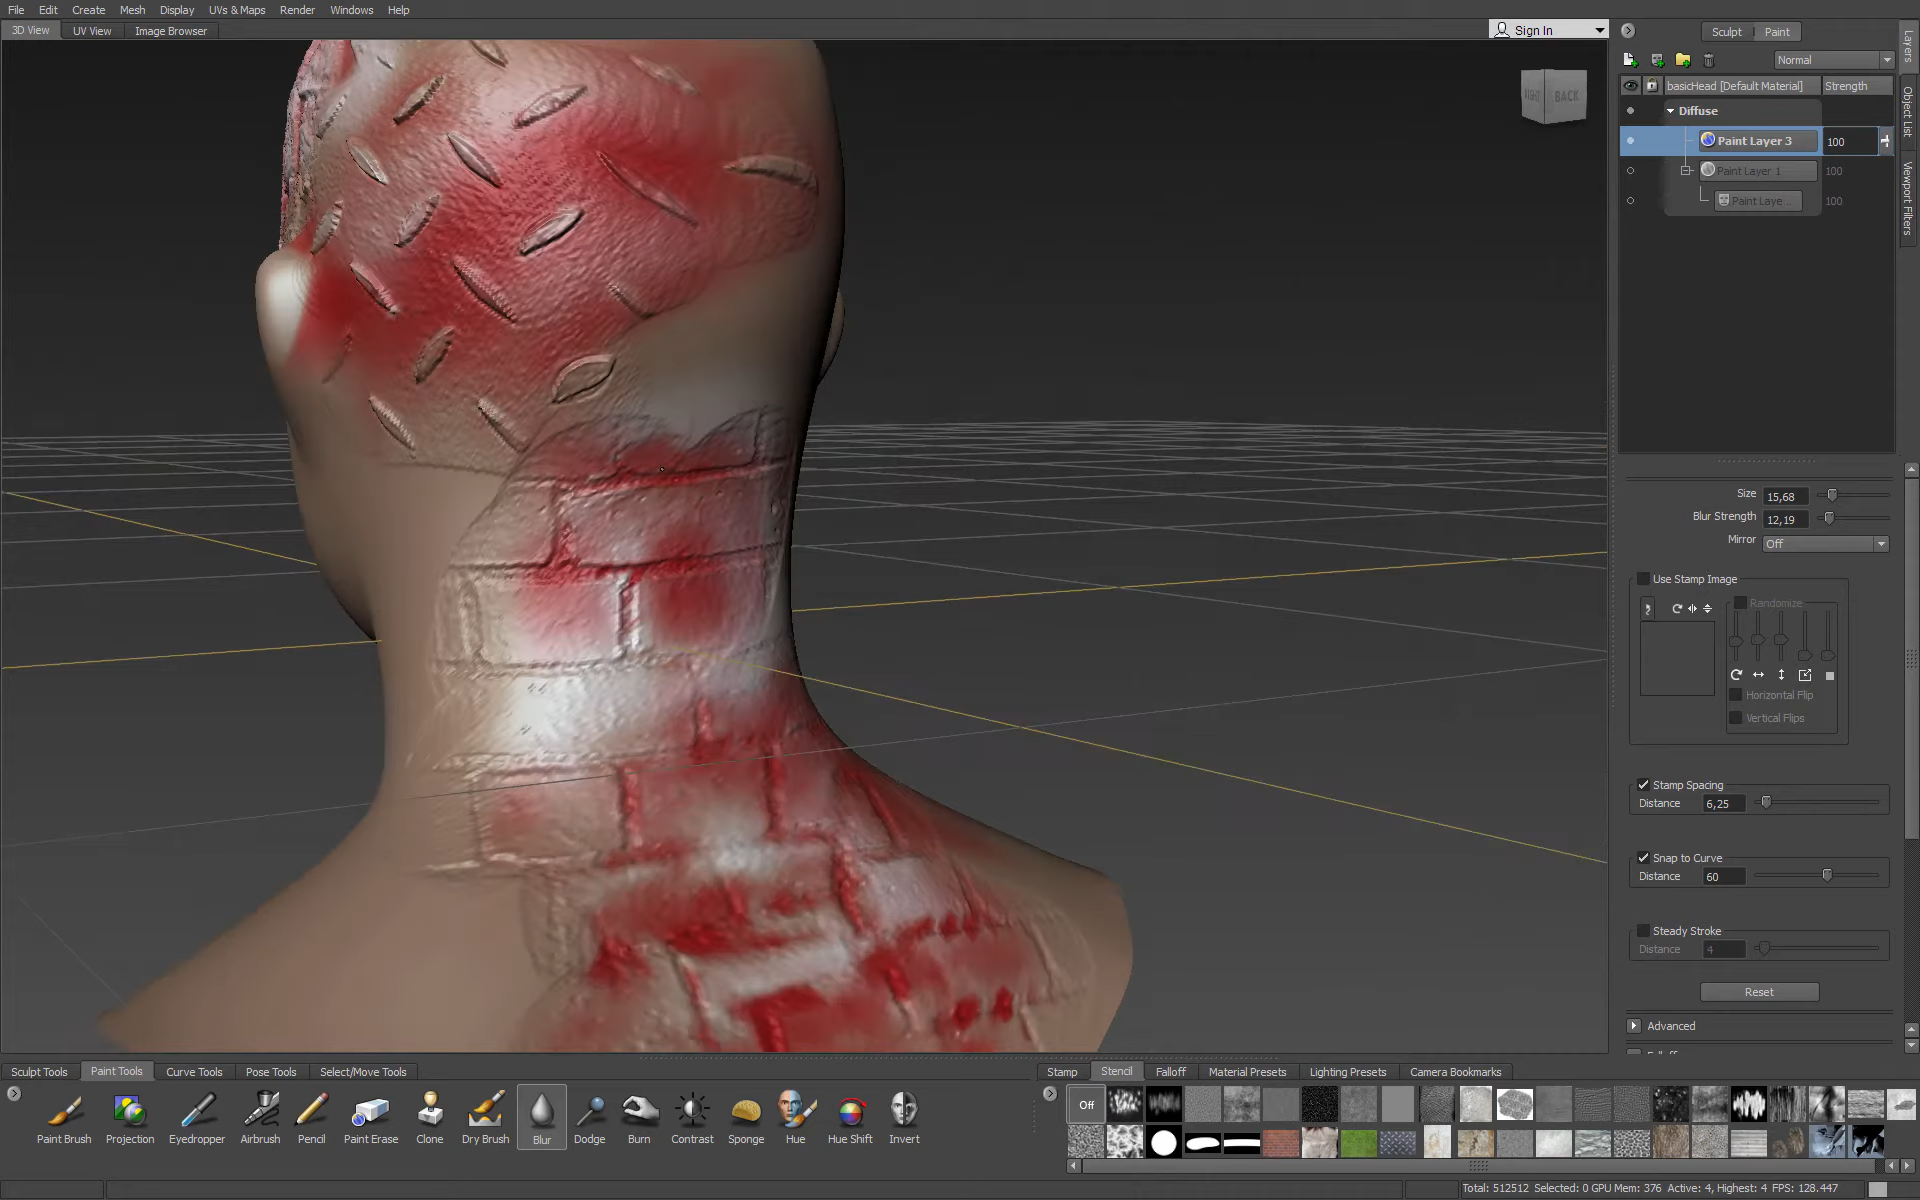 File Edit Create Mesh Display UVs & Maps Render Windows Help
3D View UV View Image Browser
Sign In
Sculpt Paint
Normal
basicHead [Default Material] Strength
Diffuse
Paint Layer 3 100
Paint Layer 1 100
Paint Laye... 100
Layers
Object List
Viewport Filters
RIGHT BACK
Size 15,68
Blur Strength 12,19
Mirror Off
Use Stamp Image
Randomize
Horizontal Flip
Vertical Flips
Stamp Spacing
Distance 6,25
Snap to Curve
Distance 60
Steady Stroke
Distance 4
Reset
Advanced
Sculpt Tools Paint Tools Curve Tools Pose Tools Select/Move Tools
Paint Brush Projection Eyedropper Airbrush Pencil Paint Erase Clone Dry Brush Blur Dodge Burn Contrast Sponge Hue Hue Shift Invert
Stamp Stencil Falloff Material Presets Lighting Presets Camera Bookmarks
Off
Total: 512512 Selected: 0 GPU Mem: 376 Active: 4, Highest: 4 FPS: 128.447